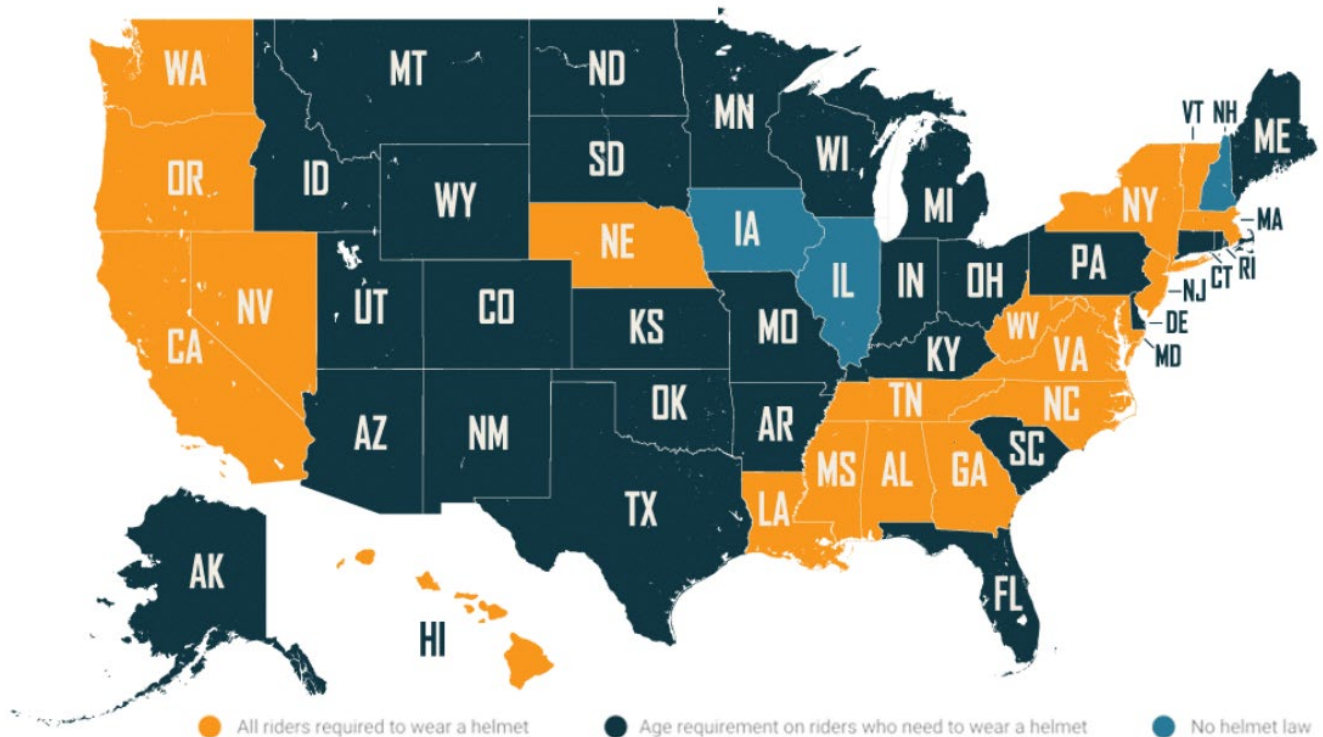 WA
MT
ND
MN
VT NH
ME
OR
ID
SD
WI
WY
MI
NY
MA
NE
IA
PA
RI
CT
NV
UT
CO
IL
IN
OH
NJ
CA
KS
MO
WV
VA
DE
KY
MD
AZ
NM
OK
AR
TN
NC
SC
MS
AL
GA
TX
LA
AK
FL
HI
All riders required to wear a helmet
Age requirement on riders who need to wear a helmet
No helmet law